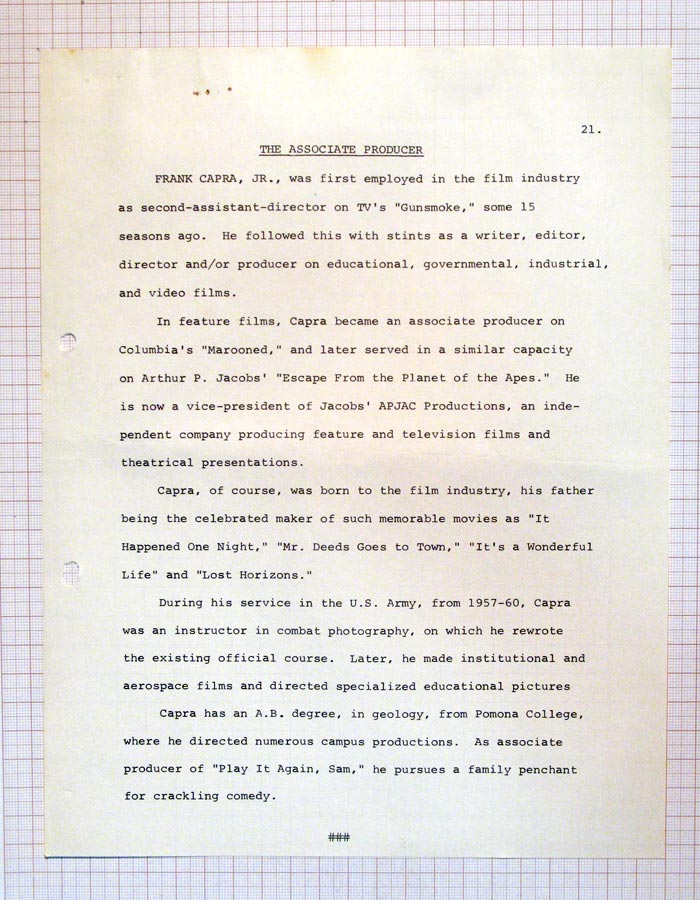 21.
THE ASSOCIATE PRODUCER
FRANK CAPRA, JR., was first employed in the film industry
as second-assistant-director on TV's "Gunsmoke," some 15
seasons ago. He followed this with stints as a writer, editor,
director and/or producer on educational, governmental, industrial,
and video films.
In feature films, Capra became an associate producer on
Columbia's "Marooned," and later served in a similar capacity
on Arthur P. Jacobs' "Escape From the Planet of the Apes." He
is now a vice-president of Jacobs' APJAC Productions, an inde-
pendent company producing feature and television films and
theatrical presentations.
Capra, of course, was born to the film industry, his father
being the celebrated maker of such memorable movies as "It
Happened One Night," "Mr. Deeds Goes to Town," "It's a Wonderful
Life" and "Lost Horizons."
During his service in the U.S. Army, from 1957-60, Capra
was an instructor in combat photography, on which he rewrote
the existing official course. Later, he made institutional and
aerospace films and directed specialized educational pictures
Capra has an A.B. degree, in geology, from Pomona College,
where he directed numerous campus productions. As associate
producer of "Play It Again, Sam," he pursues a family penchant
for crackling comedy.
###